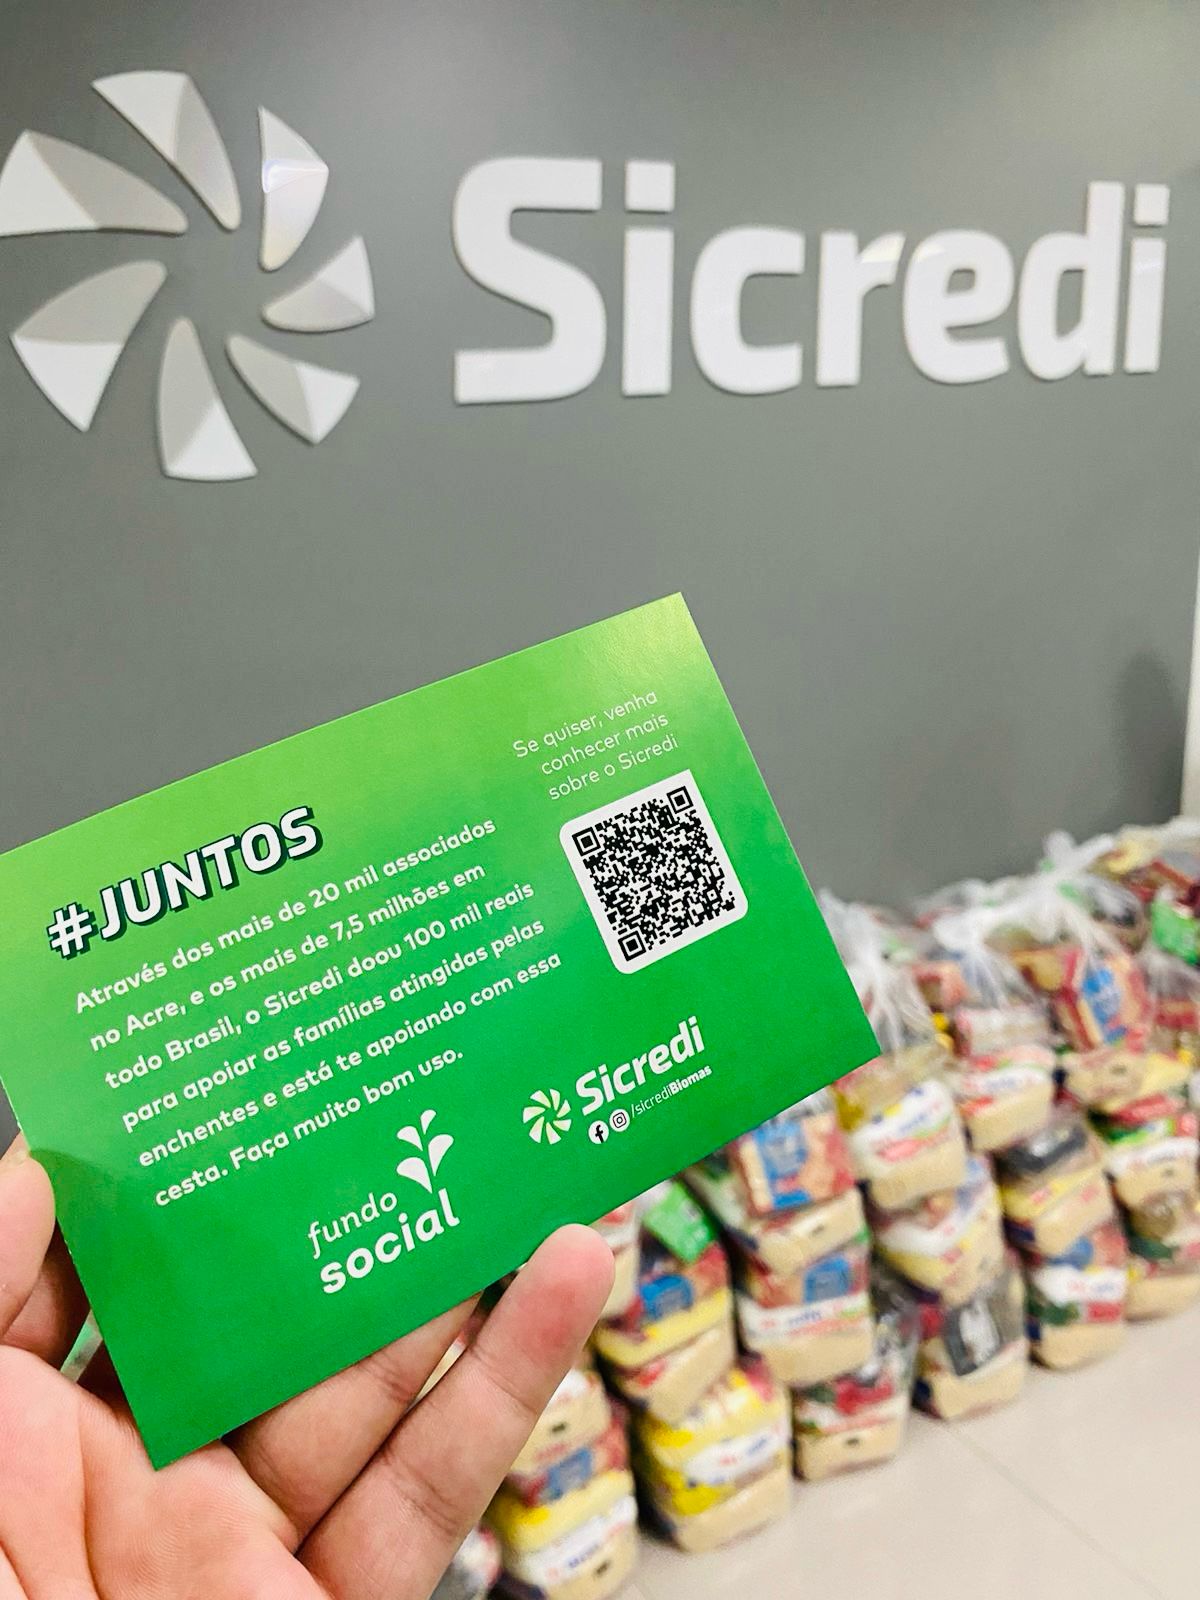 Sicredi
Se quiser, venha
conhecer mais
sobre o Sicredi
#JUNTOS
Através dos mais de 20 mil associados
no Acre, e os mais de 7,5 milhões em
todo Brasil, o Sicredi doou 100 mil reais
para apoiar as famílias atingidas pelas
enchentes e está te apoiando com essa
cesta. Faça muito bom uso.
fundo
social
Sicredi
/sicrediBiomas